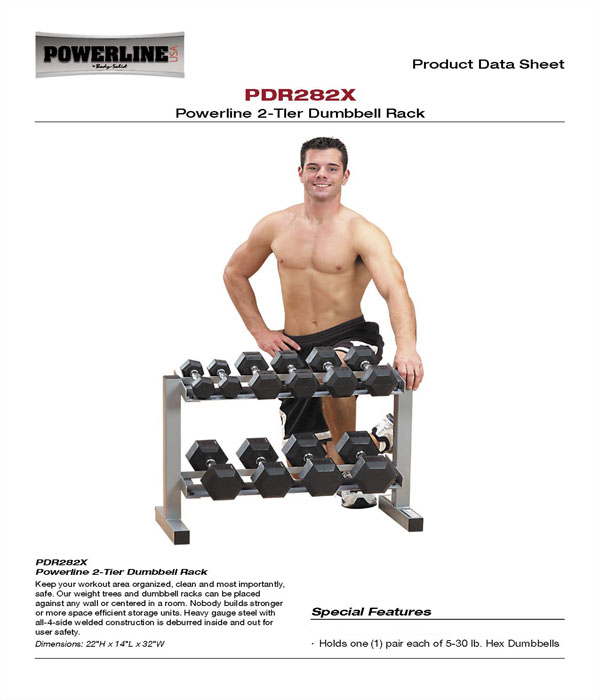 POWERLINE USA
by Body-Solid
Product Data Sheet
PDR282X
Powerline 2-Tier Dumbbell Rack
PDR282X
Powerline 2-Tier Dumbbell Rack
Keep your workout area organized, clean and most importantly,
safe. Our weight trees and dumbbell racks can be placed
against any wall or centered in a room. Nobody builds stronger
or more space efficient storage units. Heavy gauge steel with
all-4-side welded construction is deburred inside and out for
user safety.
Dimensions: 22"H x 14"L x 32"W
Special Features
· Holds one (1) pair each of 5-30 lb. Hex Dumbbells